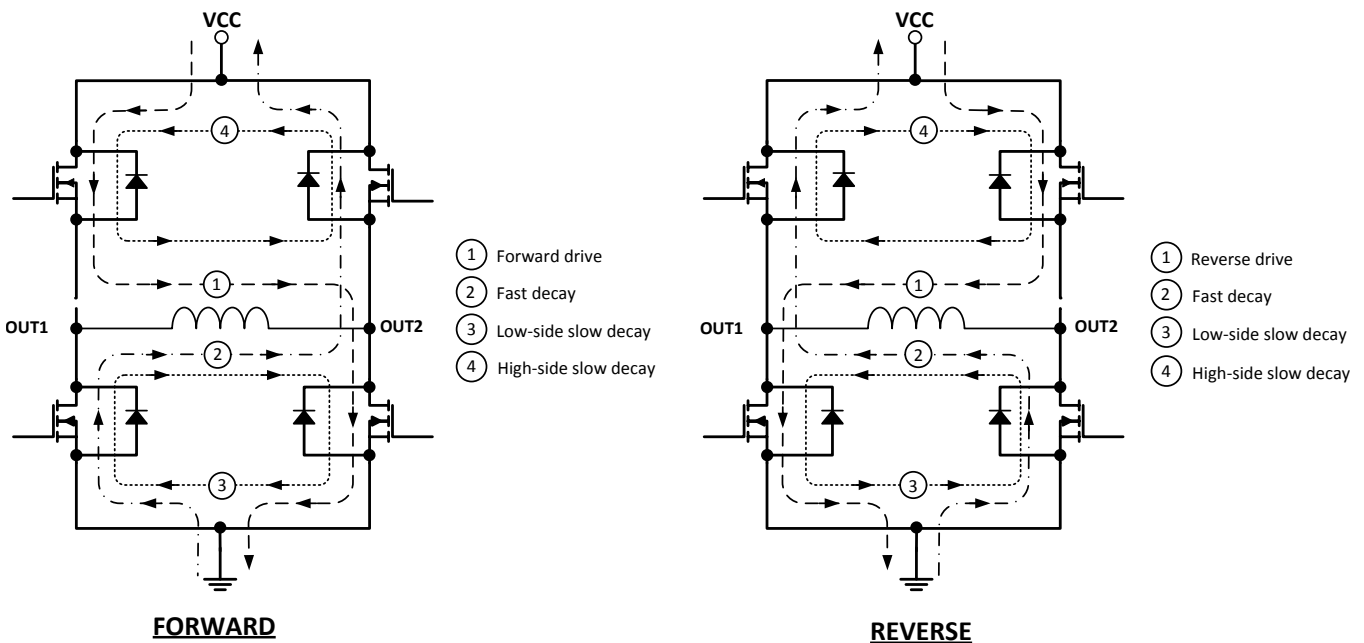 VCC
4
1
OUT1
OUT2
2
3
1 Forward drive
2 Fast decay
3 Low-side slow decay
4 High-side slow decay
FORWARD
VCC
4
1
OUT1
OUT2
2
3
1 Reverse drive
2 Fast decay
3 Low-side slow decay
4 High-side slow decay
REVERSE